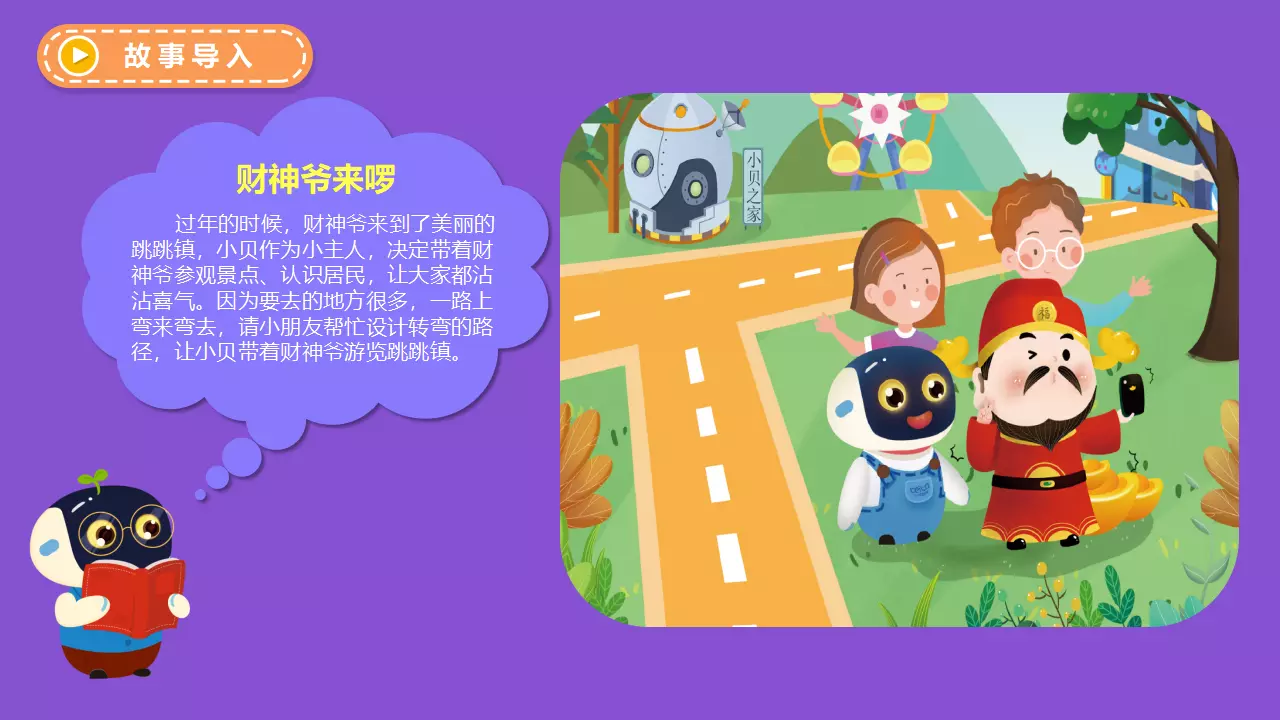 故事导入
财神爷来啰
过年的时候，财神爷来到了美丽的
跳跳镇，小贝作为小主人，决定带着财
神爷参观景点、认识居民，让大家都沾
沾喜气。因为要去的地方很多，一路上
弯来弯去，请小朋友帮忙设计转弯的路
径，让小贝带着财神爷游览跳跳镇。
小贝之家